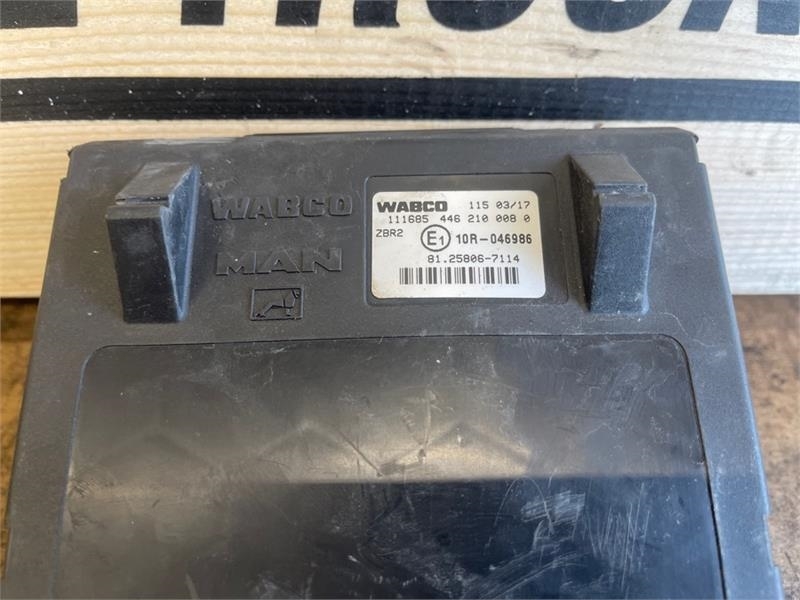 WABCO
MAN
WABCO 115 03/17
111685 446 210 008 0
ZBR2 E1 10R-046986
81.25806-7114